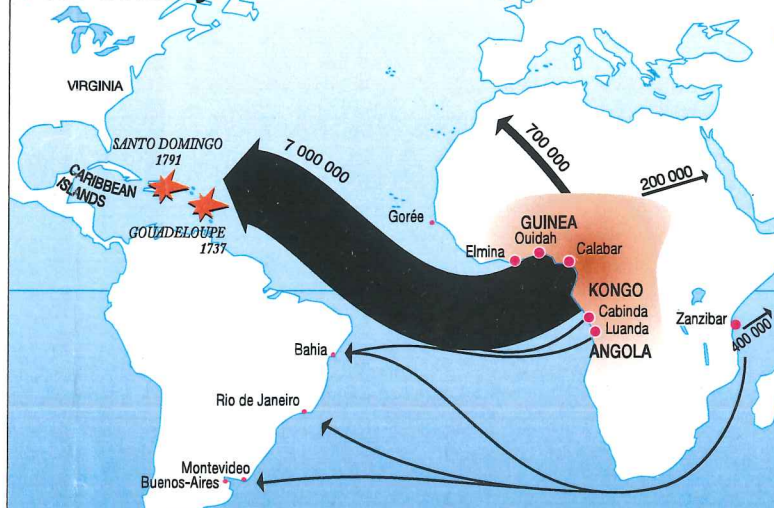 VIRGINIA
SANTO DOMINGO
1791
CARIBBEAN
ISLANDS
GOUADELOUPE
1737
7 000 000
700 000
200 000
Gorée
GUINEA
Ouidah
Elmina
Calabar
KONGO
Cabinda
Luanda
ANGOLA
Zanzibar
400 000
Bahia
Rio de Janeiro
Montevideo
Buenos-Aires